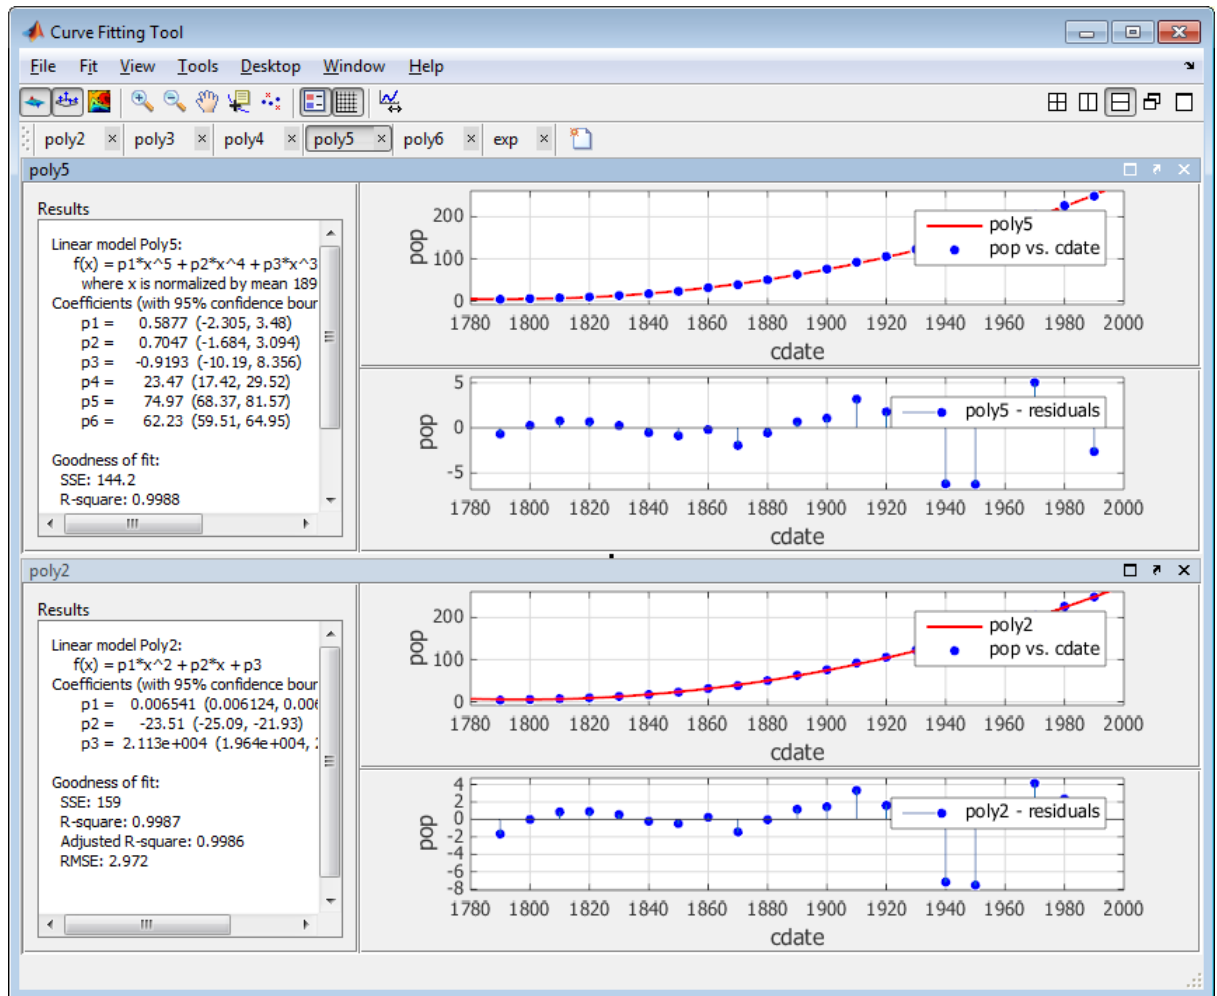 Curve Fitting Tool
File Fit View Tools Desktop Window Help
poly2 × poly3 × poly4 × poly5 × poly6 × exp ×
poly5
Results
Linear model Poly5:
f(x) = p1*x^5 + p2*x^4 + p3*x^3
where x is normalized by mean 189
Coefficients (with 95% confidence bour
p1 = 0.5877 (-2.305, 3.48)
p2 = 0.7047 (-1.684, 3.094)
p3 = -0.9193 (-10.19, 8.356)
p4 = 23.47 (17.42, 29.52)
p5 = 74.97 (68.37, 81.57)
p6 = 62.23 (59.51, 64.95)
Goodness of fit:
SSE: 144.2
R-square: 0.9988
200
100
0
pop
poly5
pop vs. cdate
1780 1800 1820 1840 1860 1880 1900 1920 1940 1960 1980 2000
cdate
5
0
-5
pop
poly5 - residuals
1780 1800 1820 1840 1860 1880 1900 1920 1940 1960 1980 2000
cdate
poly2
Results
Linear model Poly2:
f(x) = p1*x^2 + p2*x + p3
Coefficients (with 95% confidence bour
p1 = 0.006541 (0.006124, 0.006
p2 = -23.51 (-25.09, -21.93)
p3 = 2.113e+004 (1.964e+004,
Goodness of fit:
SSE: 159
R-square: 0.9987
Adjusted R-square: 0.9986
RMSE: 2.972
200
100
0
pop
poly2
pop vs. cdate
1780 1800 1820 1840 1860 1880 1900 1920 1940 1960 1980 2000
cdate
4
2
0
-2
-4
-6
-8
pop
poly2 - residuals
1780 1800 1820 1840 1860 1880 1900 1920 1940 1960 1980 2000
cdate